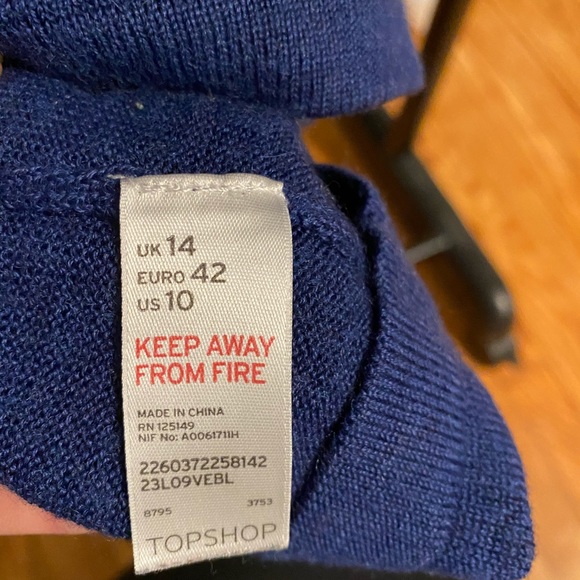 UK 14
EURO 42
US 10
KEEP AWAY
FROM FIRE
MADE IN CHINA
RN 125149
NIF No: A0061711H
2260372258142
23L09VEBL
8795 3753
TOPSHOP